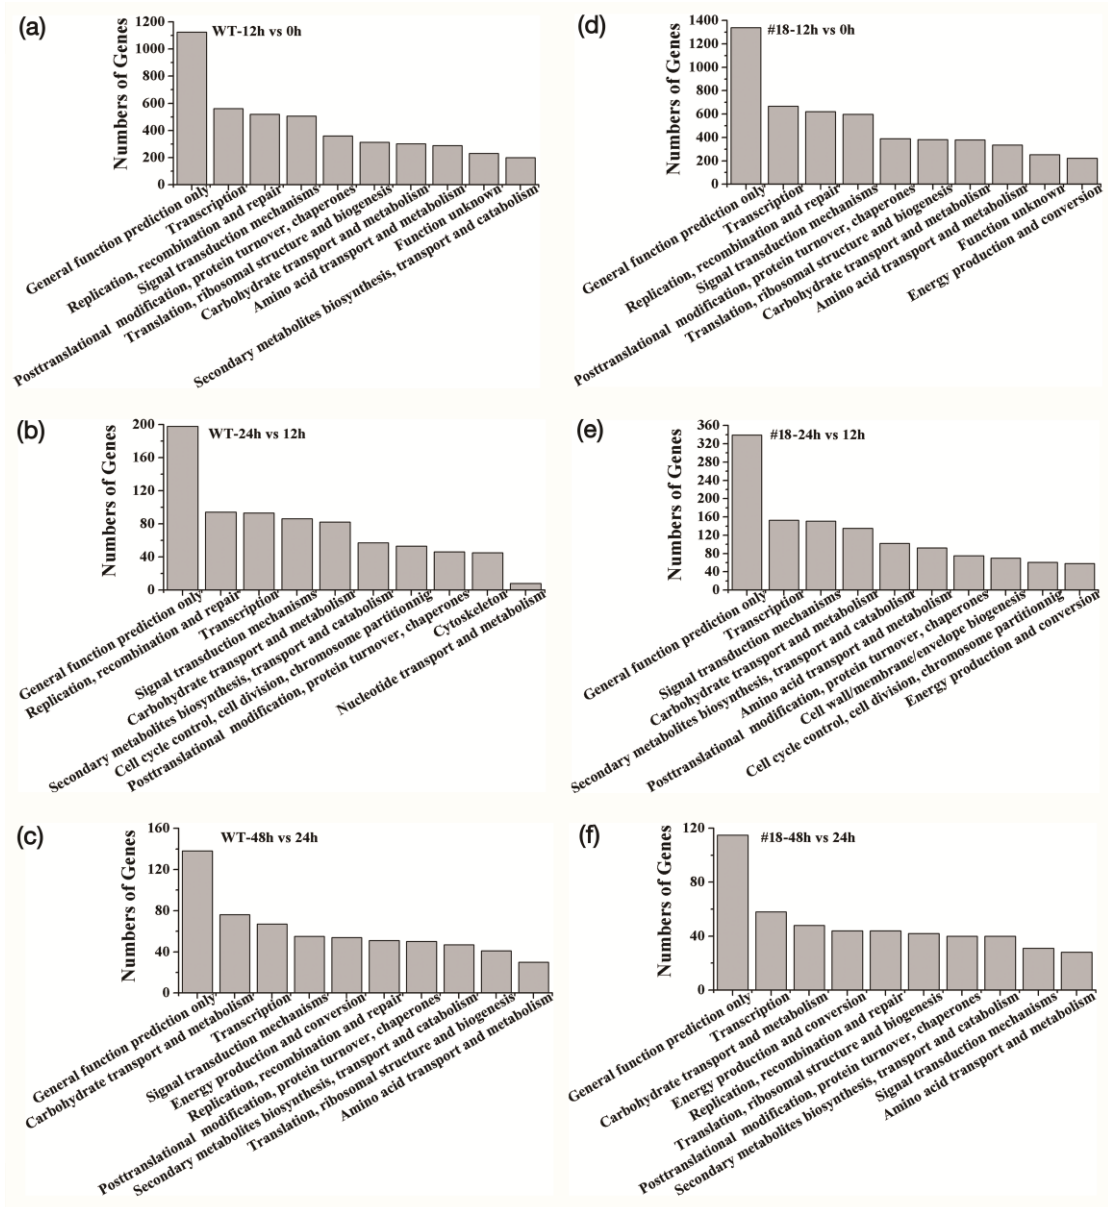 (a)
WT-12h vs 0h
Numbers of Genes
1200
1000
800
600
400
200
0
General function prediction only
Transcription
Replication, recombination and repair
Signal transduction mechanisms
Posttranslational modification, protein turnover, chaperones
Translation, ribosomal structure and biogenesis
Carbohydrate transport and metabolism
Amino acid transport and metabolism
Function unknown
Secondary metabolites biosynthesis, transport and catabolism
(d)
#18-12h vs 0h
Numbers of Genes
1400
1200
1000
800
600
400
200
0
General function prediction only
Transcription
Replication, recombination and repair
Signal transduction mechanisms
Posttranslational modification, protein turnover, chaperones
Translation, ribosomal structure and biogenesis
Carbohydrate transport and metabolism
Amino acid transport and metabolism
Function unknown
Energy production and conversion
(b)
WT-24h vs 12h
Numbers of Genes
200
160
120
80
40
0
General function prediction only
Replication, recombination and repair
Transcription
Signal transduction mechanisms
Carbohydrate transport and metabolism
Secondary metabolites biosynthesis, transport and catabolism
Cell cycle control, cell division, chromosome partitionnig
Posttranslational modification, protein turnover, chaperones
Cytoskeleton
Nucleotide transport and metabolism
(e)
#18-24h vs 12h
Numbers of Genes
360
320
280
240
200
160
120
80
40
0
General function prediction only
Transcription
Signal transduction mechanisms
Carbohydrate transport and metabolism
Secondary metabolites biosynthesis, transport and catabolism
Amino acid transport and metabolism
Posttranslational modification, protein turnover, chaperones
Cell wall/membrane/envelope biogenesis
Cell cycle control, cell division, chromosome partitionnig
Energy production and conversion
(c)
WT-48h vs 24h
Numbers of Genes
160
120
80
40
0
General function prediction only
Carbohydrate transport and metabolism
Transcription
Signal transduction mechanisms
Energy production and conversion
Replication, recombination and repair
Posttranslational modification, protein turnover, chaperones
Secondary metabolites biosynthesis, transport and catabolism
Translation, ribosomal structure and biogenesis
Amino acid transport and metabolism
(f)
#18-48h vs 24h
Numbers of Genes
120
80
40
0
General function prediction only
Transcription
Carbohydrate transport and metabolism
Energy production and conversion
Replication, recombination and repair
Translation, ribosomal structure and biogenesis
Posttranslational modification, protein turnover, chaperones
Secondary metabolites biosynthesis, transport and catabolism
Signal transduction mechanisms
Amino acid transport and metabolism